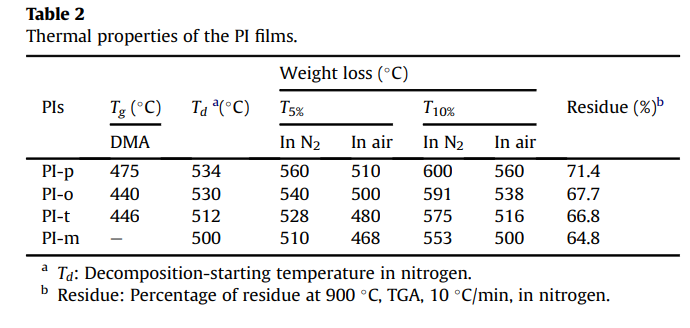 Table 2
Thermal properties of the PI films.
Weight loss (°C)
PIs Tg (°C) Td a(°C) T5% T10% Residue (%)b
DMA In N2 In air In N2 In air
PI-p 475 534 560 510 600 560 71.4
PI-o 440 530 540 500 591 538 67.7
PI-t 446 512 528 480 575 516 66.8
PI-m – 500 510 468 553 500 64.8
a Td: Decomposition-starting temperature in nitrogen.
b Residue: Percentage of residue at 900 °C, TGA, 10 °C/min, in nitrogen.